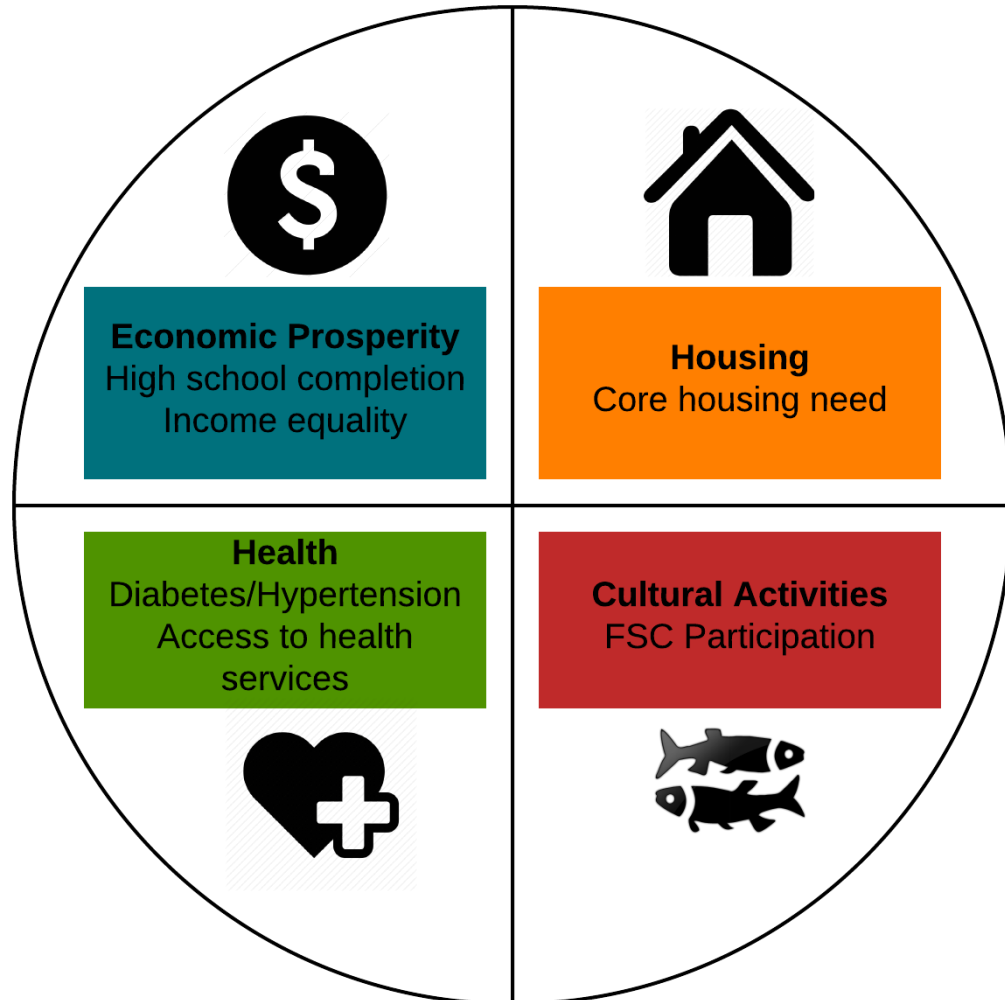 $
Economic Prosperity
High school completion
Income equality
Housing
Core housing need
Health
Diabetes/Hypertension
Access to health
services
Cultural Activities
FSC Participation